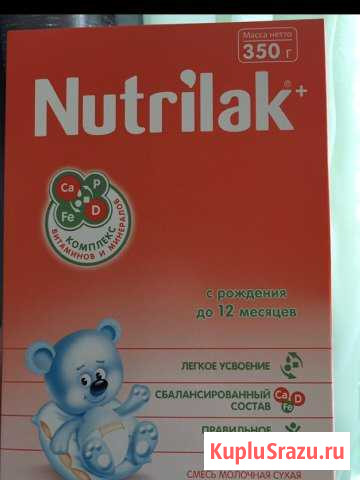 Масса нетто
350 г
Nutrilak®+
Ca P
Fe D
КОМПЛЕКС
ВИТАМИНОВ И МИНЕРАЛОВ
с рождения
до 12 месяцев
ЛЕГКОЕ УСВОЕНИЕ
СБАЛАНСИРОВАННЫЙ
СОСТАВ
Ca D
Fe
ПРАВИЛЬНОЕ
СМЕСЬ МОЛОЧНАЯ СУХАЯ
KupluSrazu.ru